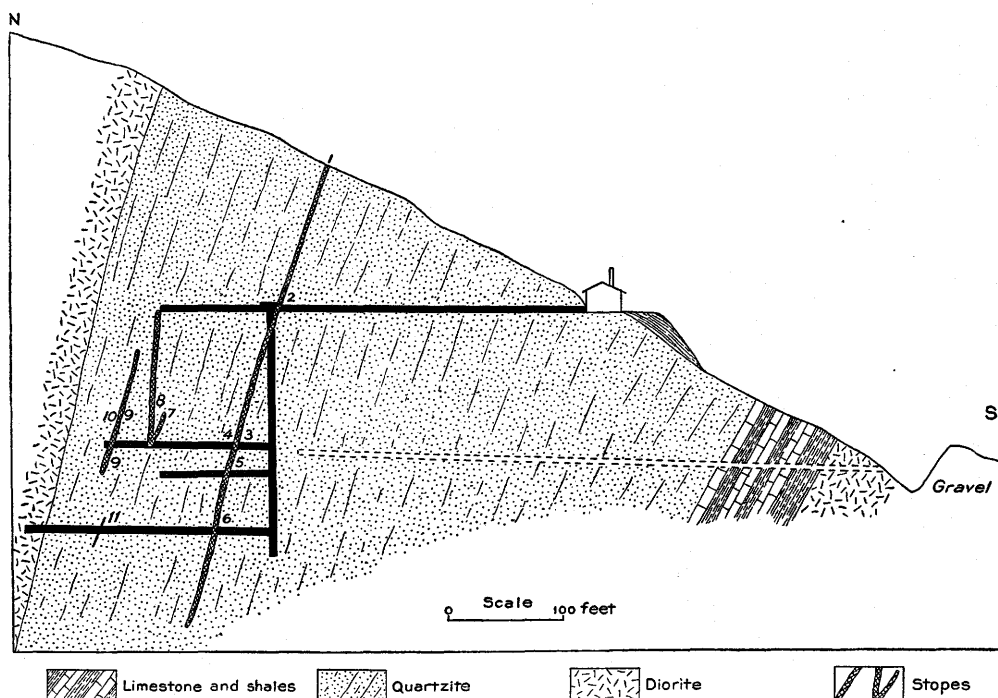 N
2
8
7
10 9
4 3
9
5
11
6
S
Gravel
Scale
0 100 feet
Limestone and shales
Quartzite
Diorite
Stopes